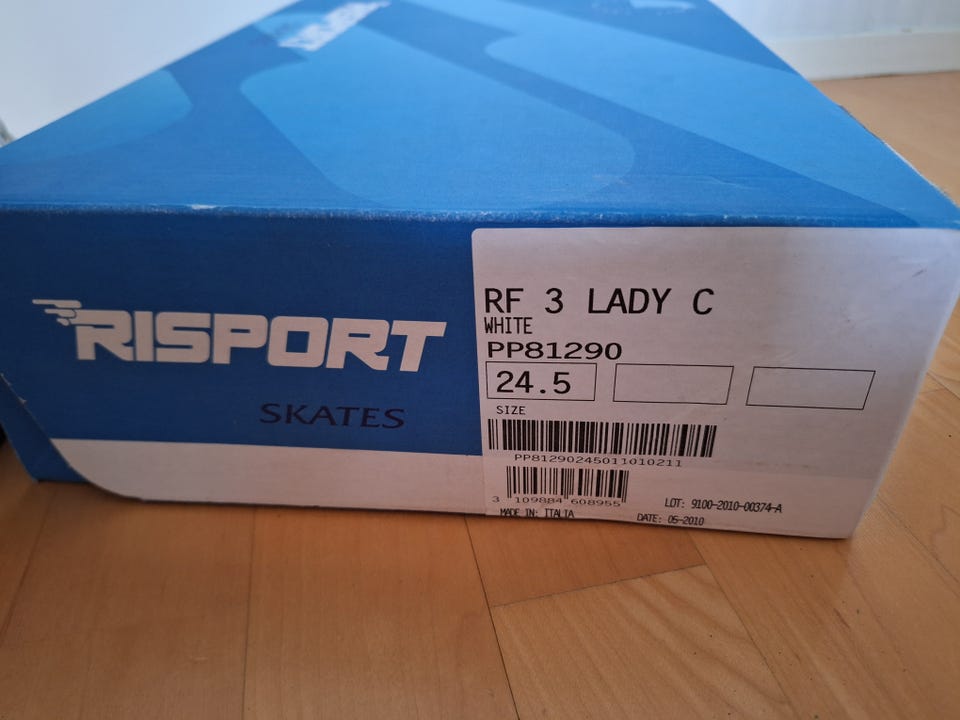 RISPORT
SKATES
RF 3 LADY C
WHITE
PP81290
24.5
SIZE
PP81290245011010211
3 109884 608955
LOT: 9100-2010-00374-A
MADE IN: ITALIA
DATE: 05-2010